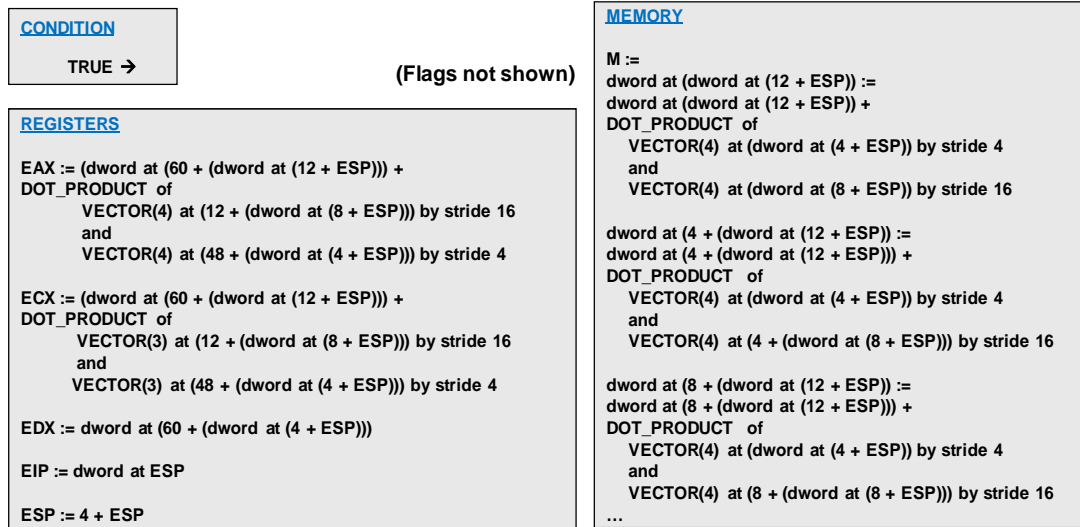 CONDITION
TRUE →
(Flags not shown)
REGISTERS
EAX := (dword at (60 + (dword at (12 + ESP))) +
DOT_PRODUCT of
VECTOR(4) at (12 + (dword at (8 + ESP))) by stride 16
and
VECTOR(4) at (48 + (dword at (4 + ESP))) by stride 4
ECX := (dword at (60 + (dword at (12 + ESP))) +
DOT_PRODUCT of
VECTOR(3) at (12 + (dword at (8 + ESP))) by stride 16
and
VECTOR(3) at (48 + (dword at (4 + ESP))) by stride 4
EDX := dword at (60 + (dword at (4 + ESP)))
EIP := dword at ESP
ESP := 4 + ESP
MEMORY
M :=
dword at (dword at (12 + ESP)) :=
dword at (dword at (12 + ESP)) +
DOT_PRODUCT of
VECTOR(4) at (dword at (4 + ESP)) by stride 4
and
VECTOR(4) at (dword at (8 + ESP)) by stride 16
dword at (4 + (dword at (12 + ESP)) :=
dword at (4 + (dword at (12 + ESP))) +
DOT_PRODUCT of
VECTOR(4) at (dword at (4 + ESP)) by stride 4
and
VECTOR(4) at (4 + (dword at (8 + ESP))) by stride 16
dword at (8 + (dword at (12 + ESP)) :=
dword at (8 + (dword at (12 + ESP))) +
DOT_PRODUCT of
VECTOR(4) at (dword at (4 + ESP)) by stride 4
and
VECTOR(4) at (8 + (dword at (8 + ESP))) by stride 16
…